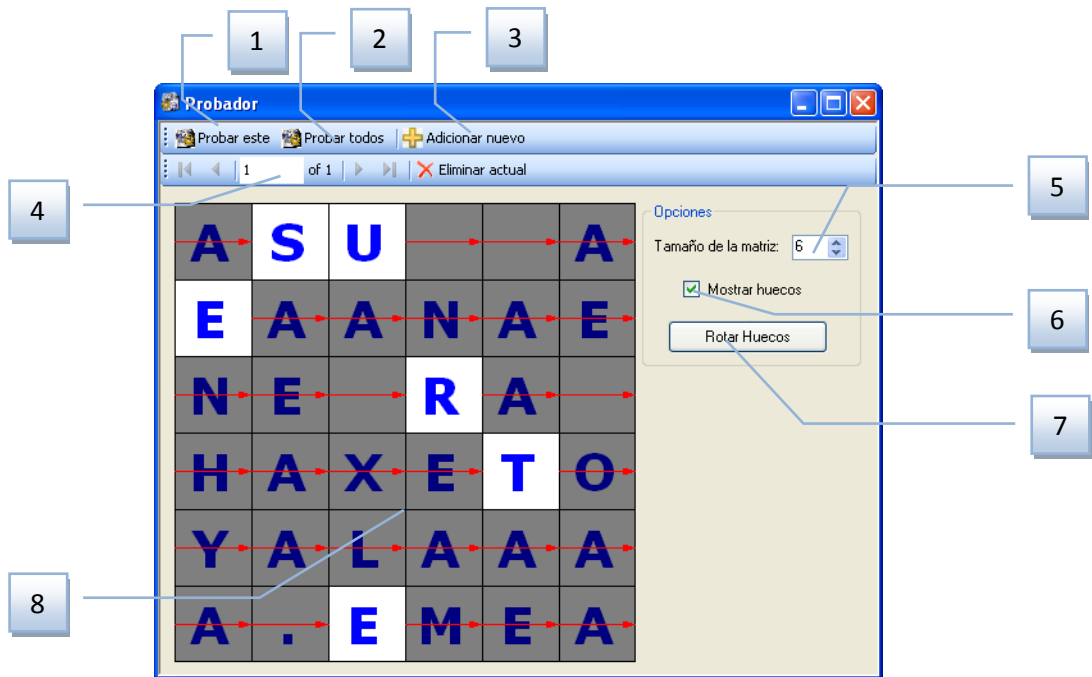 1 2 3
Probador
Probar este Probar todos Adicionar nuevo
1 of 1 Eliminar actual
4
5
6
7
8
Opciones
Tamaño de la matriz: 6
Mostrar huecos
Rotar Huecos
A S U A
E A A N A E
N E R A
H A X E T O
Y A L A A A
A . E M E A